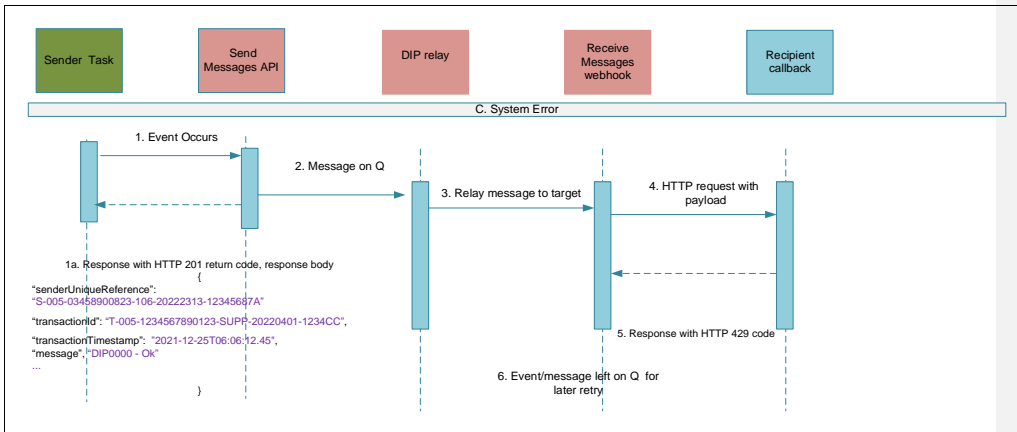 Sender Task
Send
Messages API
DIP relay
Receive
Messages
webhook
Recipient
callback
C. System Error
1. Event Occurs
2. Message on Q
3. Relay message to target
4. HTTP request with
payload
1a. Response with HTTP 201 return code, response body
{
“senderUniqueReference”:
“S-005-03458900823-106-20222313-12345687A”
“transactionId”: “T-005-1234567890123-SUPP-20220401-1234CC”,
“transactionTimestamp”: “2021-12-25T06:06:12.45”,
“message”, “DIP0000 - Ok”
...
}
5. Response with HTTP 429 code
6. Event/message left on Q for
later retry